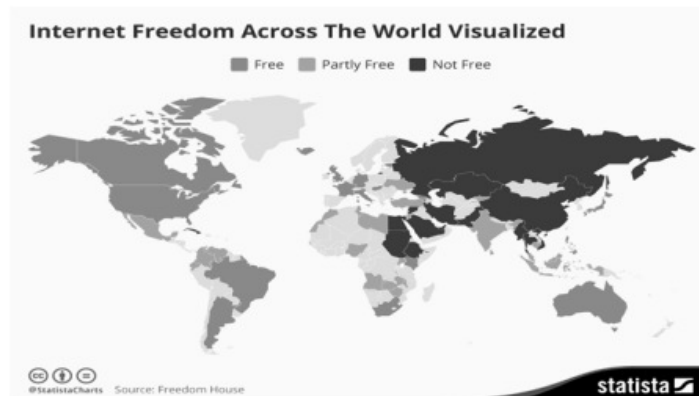 Internet Freedom Across The World Visualized
Free Partly Free Not Free
@StatistaCharts Source: Freedom House
statista